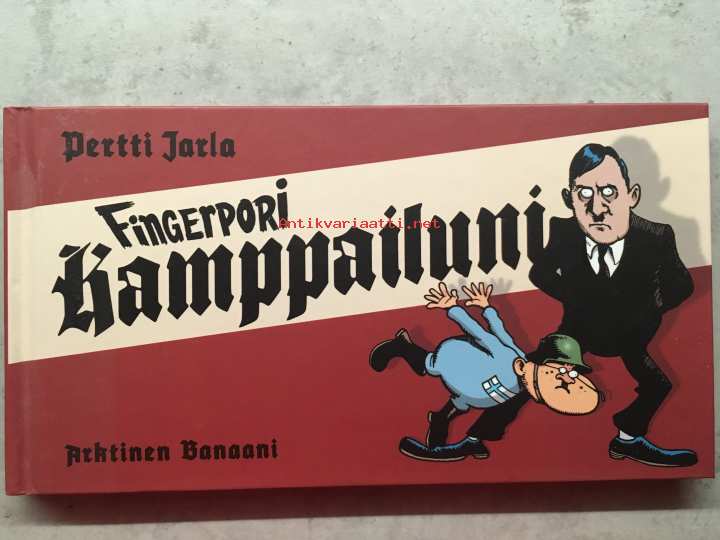 Pertti Jarla
FiNGERPORi
Antikvariaatti.net
Kamppailuni
Arktinen Banaani